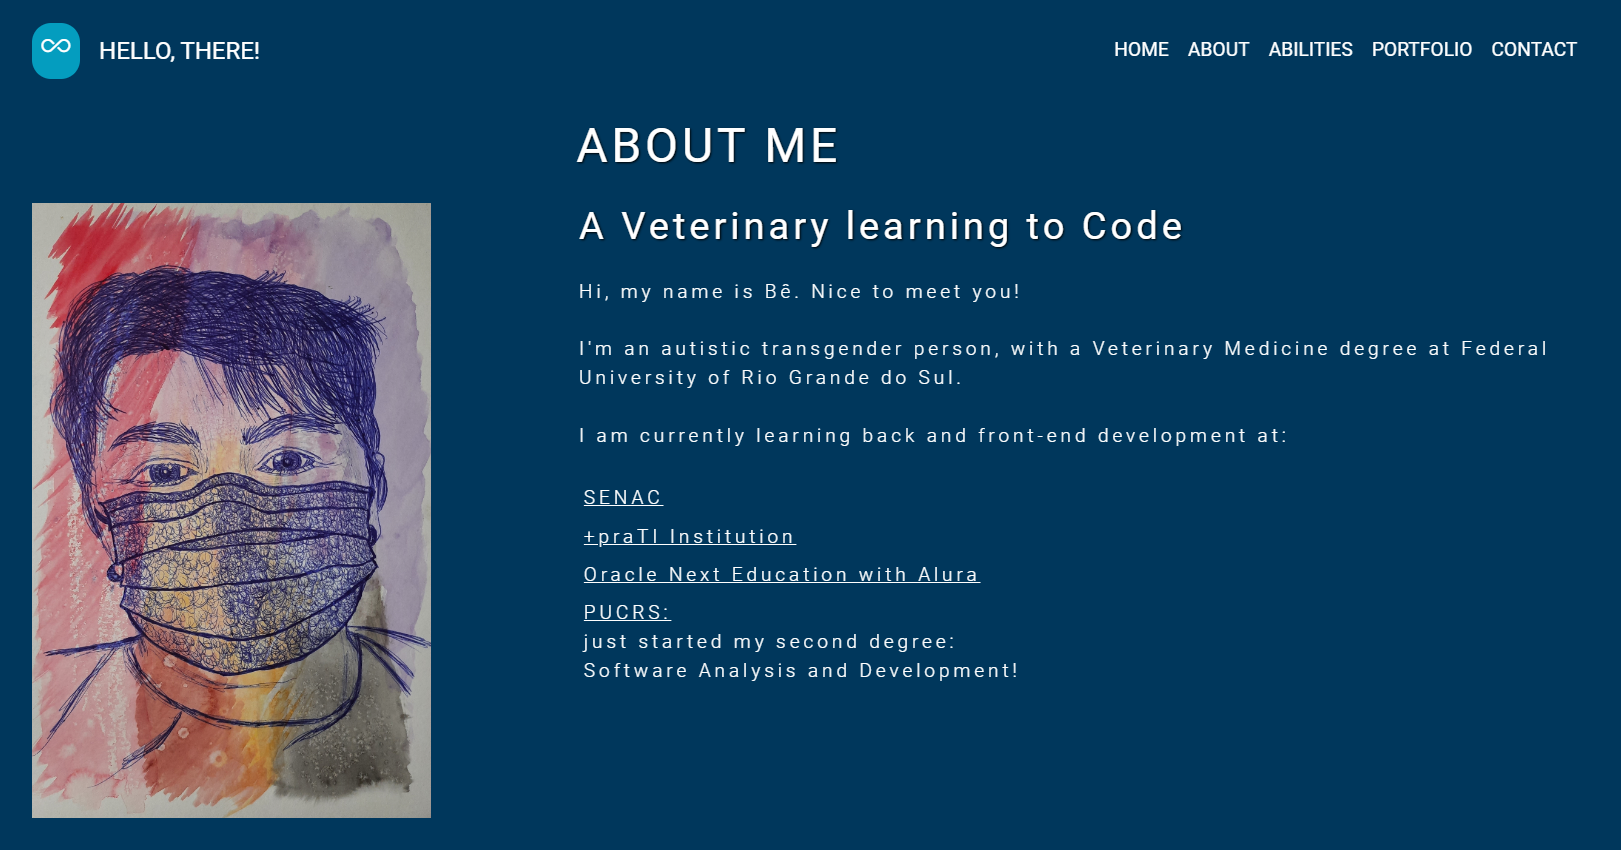 HELLO, THERE!
HOME ABOUT ABILITIES PORTFOLIO CONTACT
ABOUT ME
A Veterinary learning to Code
Hi, my name is Bê. Nice to meet you!
I'm an autistic transgender person, with a Veterinary Medicine degree at Federal
University of Rio Grande do Sul.
I am currently learning back and front-end development at:
SENAC
+praTI Institution
Oracle Next Education with Alura
PUCRS:
just started my second degree:
Software Analysis and Development!